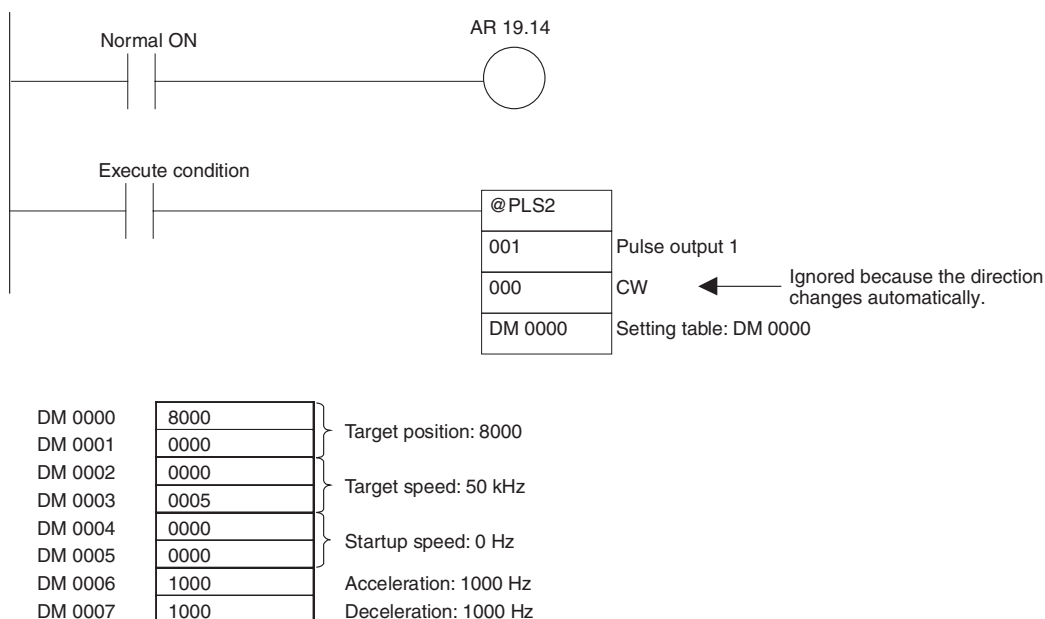 Normal ON
AR 19.14
Execute condition
@PLS2
001 Pulse output 1
000 CW Ignored because the direction
changes automatically.
DM 0000 Setting table: DM 0000
DM 0000 8000
Target position: 8000
DM 0001 0000
DM 0002 0000
Target speed: 50 kHz
DM 0003 0005
DM 0004 0000
Startup speed: 0 Hz
DM 0005 0000
DM 0006 1000 Acceleration: 1000 Hz
DM 0007 1000 Deceleration: 1000 Hz